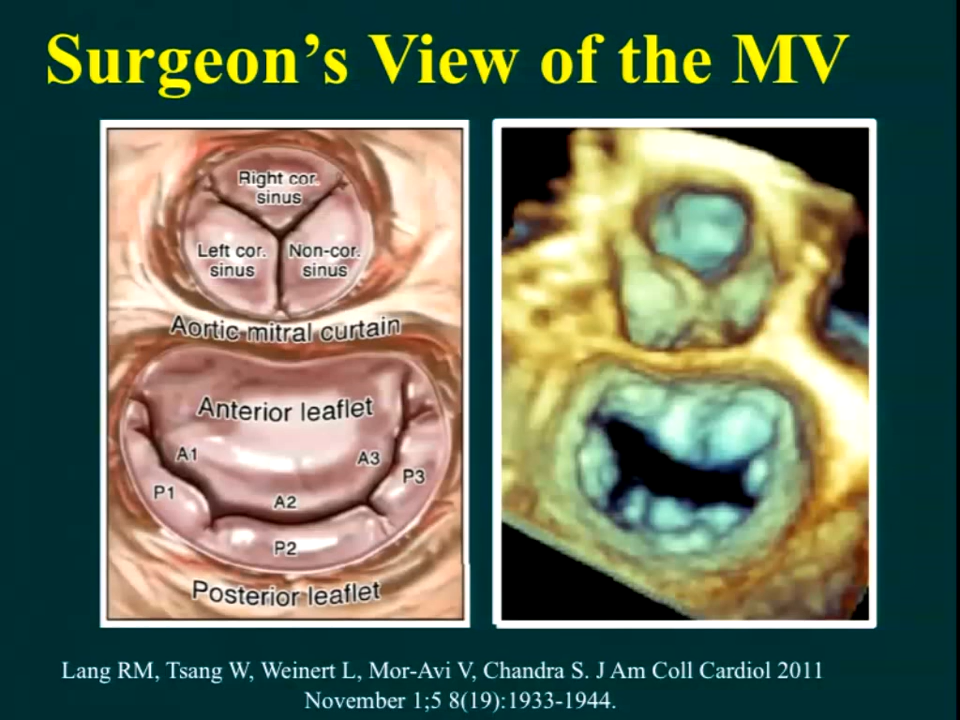 Surgeon's View of the MV
Right cor.
sinus
Left cor.
sinus
Non-cor.
sinus
Aortic mitral curtain
Anterior leaflet
A1
A3
P1
P3
A2
P2
Posterior leaflet
Lang RM, Tsang W, Weinert L, Mor-Avi V, Chandra S. J Am Coll Cardiol 2011
November 1;5 8(19):1933-1944.